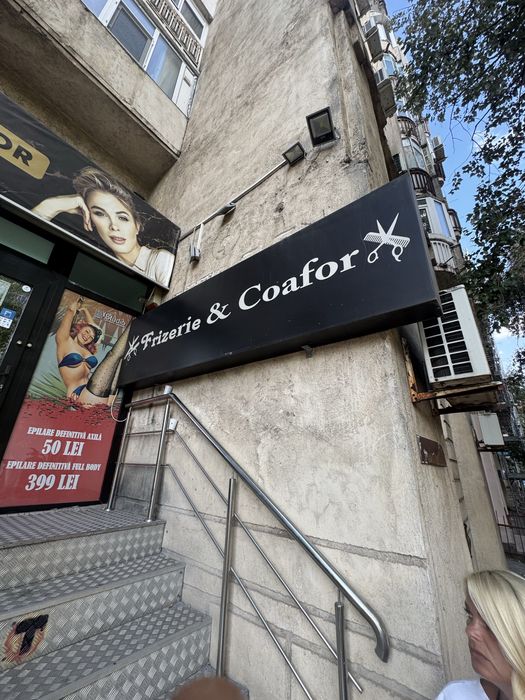 OR
Frizerie & Coafor
EPILARE DEFINITIVĂ AXILĂ
50 LEI
EPILARE DEFINITIVĂ FULL BODY
399 LEI
T